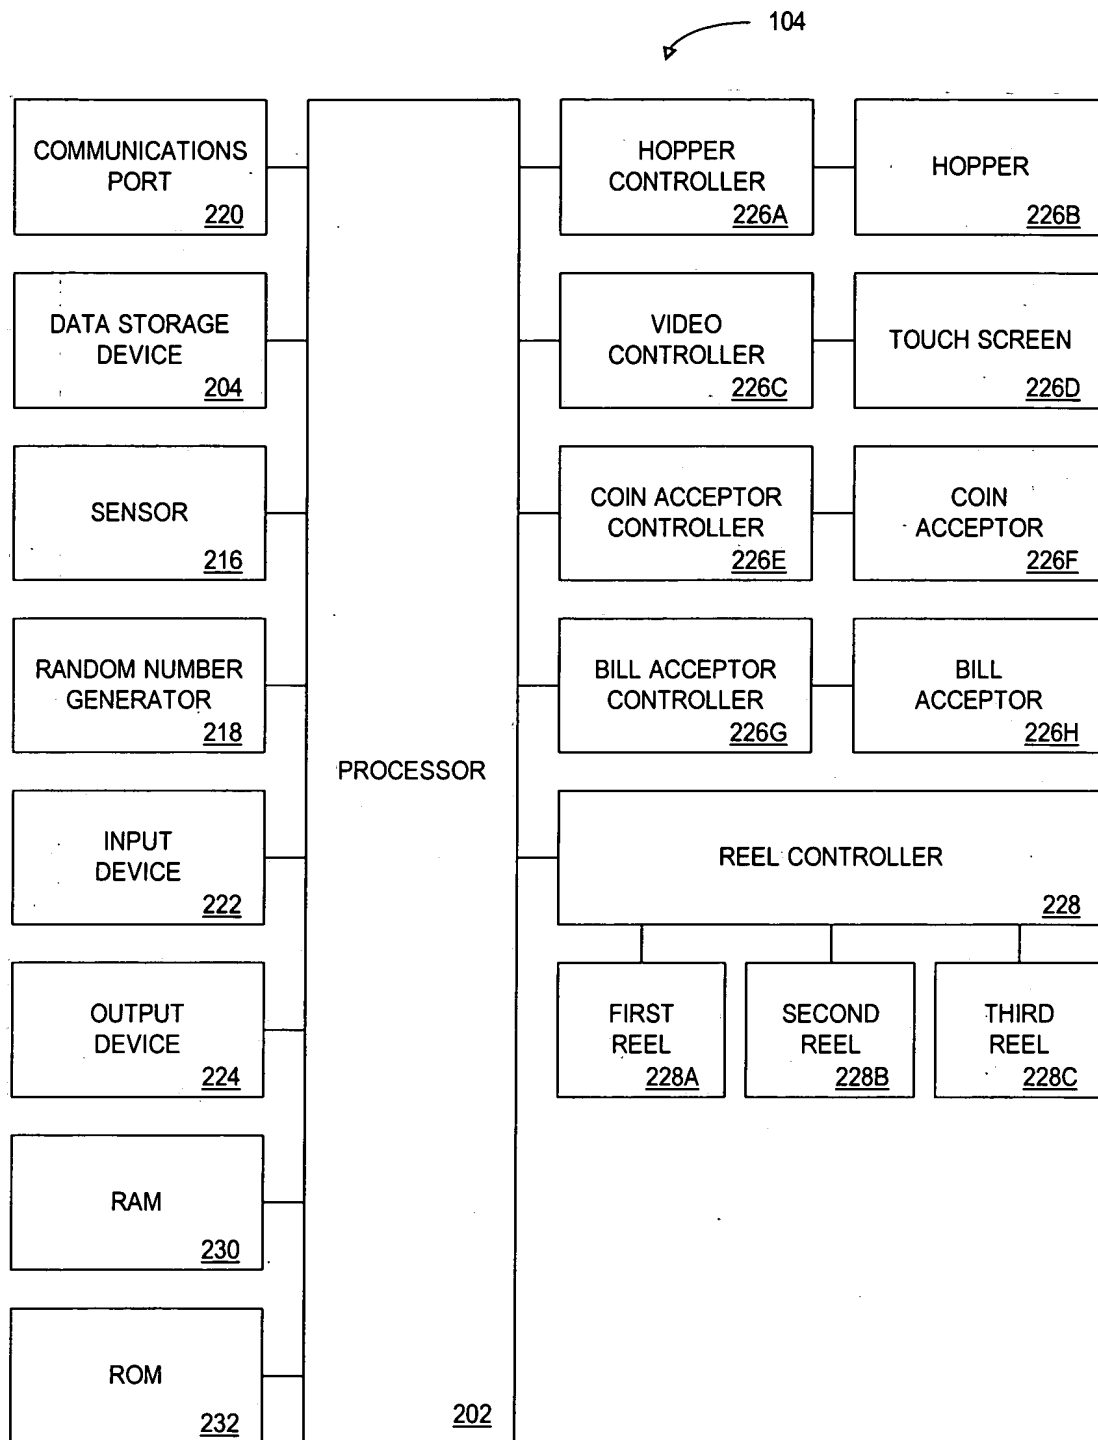 104
COMMUNICATIONS
PORT
220
DATA STORAGE
DEVICE
204
SENSOR
216
RANDOM NUMBER
GENERATOR
218
INPUT
DEVICE
222
OUTPUT
DEVICE
224
RAM
230
ROM
232
PROCESSOR
202
HOPPER
CONTROLLER
226A
HOPPER
226B
VIDEO
CONTROLLER
226C
TOUCH SCREEN
226D
COIN ACCEPTOR
CONTROLLER
226E
COIN
ACCEPTOR
226F
BILL ACCEPTOR
CONTROLLER
226G
BILL
ACCEPTOR
226H
REEL CONTROLLER
228
FIRST
REEL
228A
SECOND
REEL
228B
THIRD
REEL
228C